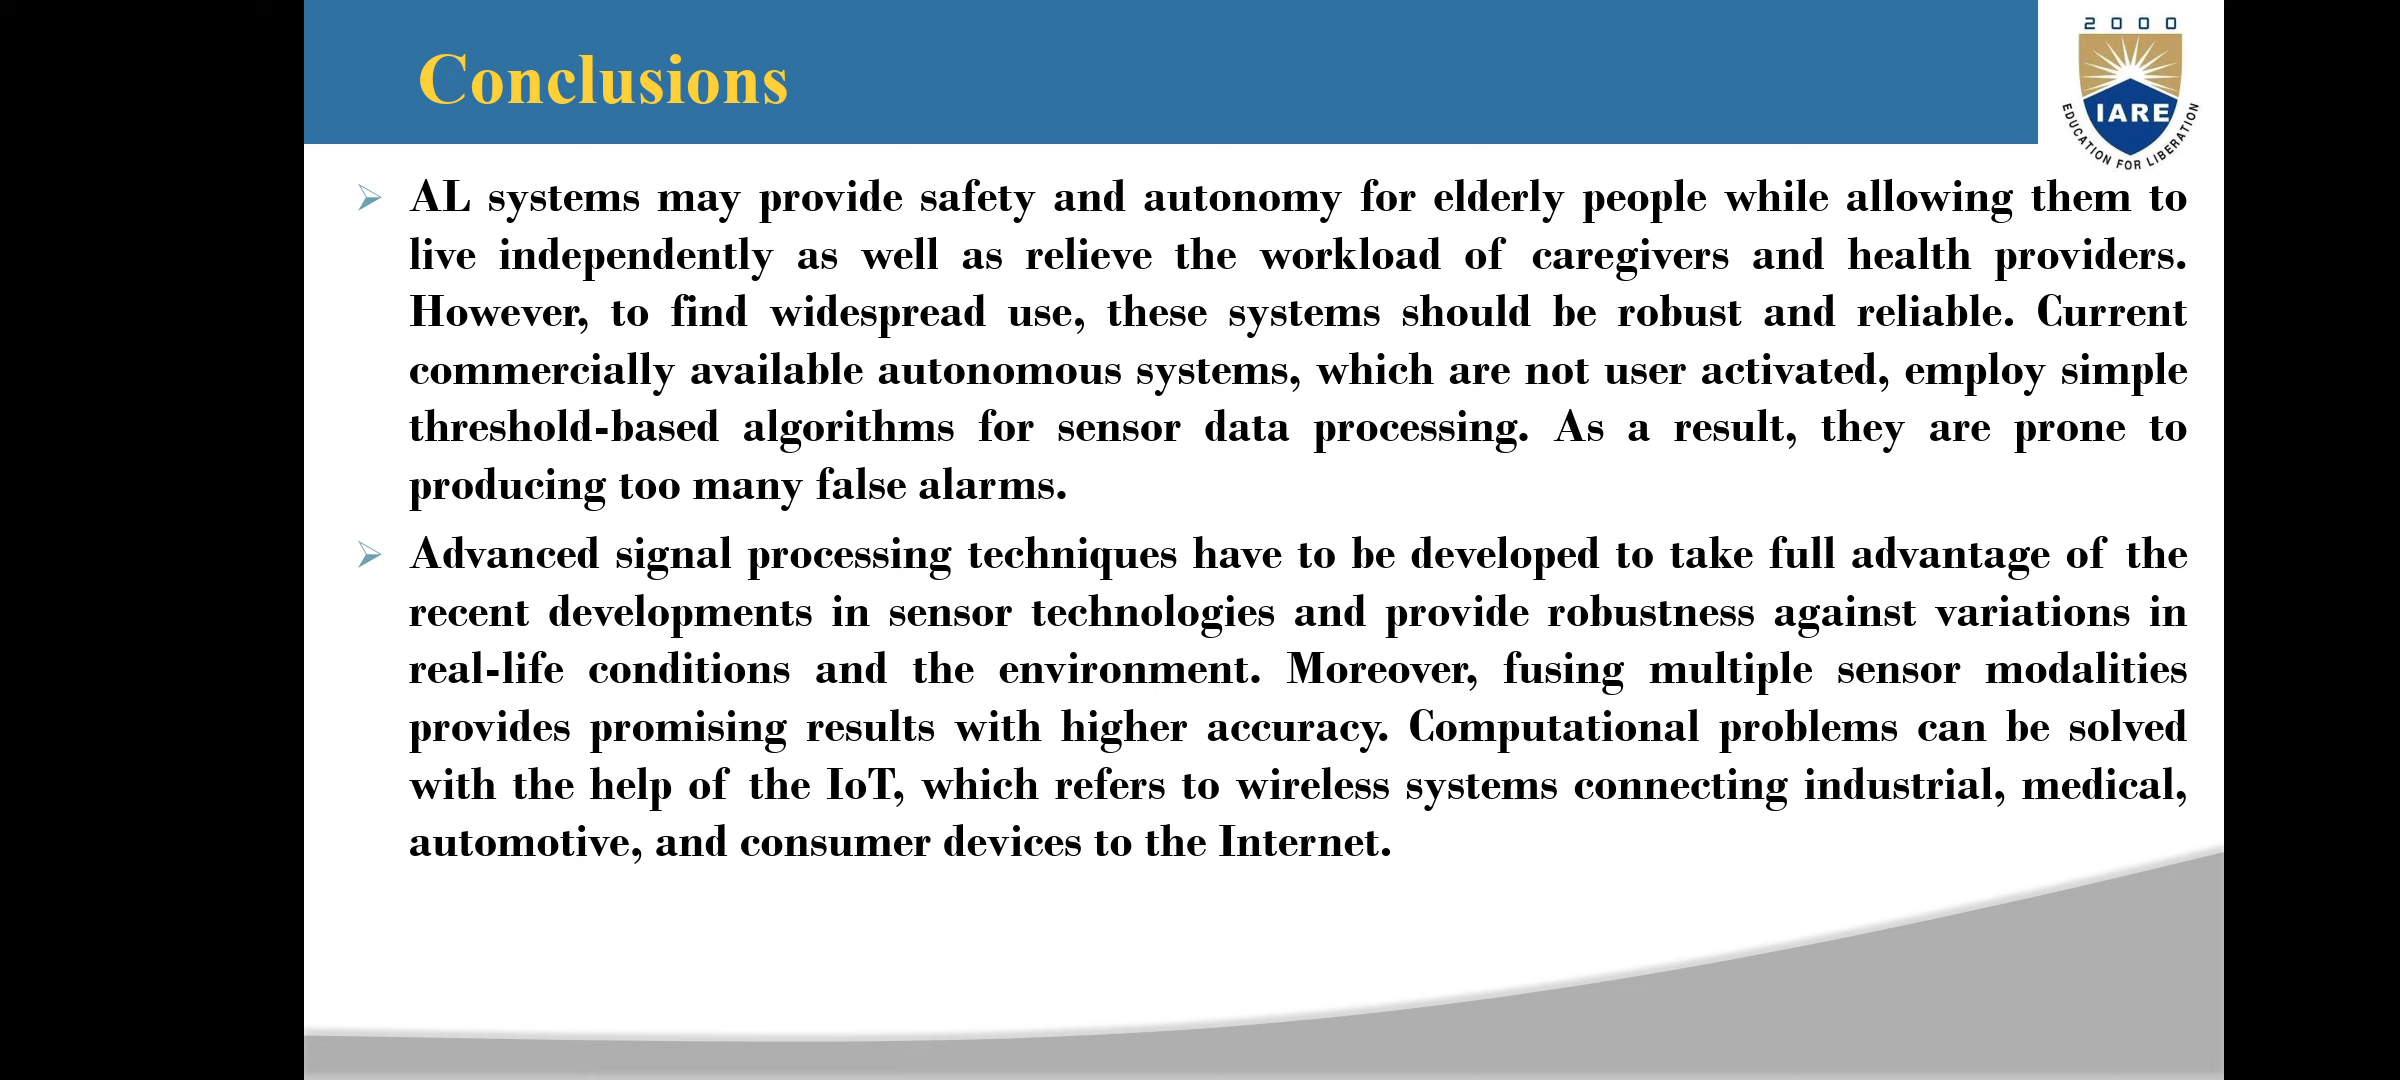 2000
Conclusions
IARE
EDUCATION FOR LIBERATION
AL systems may provide safety and autonomy for elderly people while allowing them to
live independently as well as relieve the workload of caregivers and health providers.
However, to find widespread use, these systems should be robust and reliable. Current
commercially available autonomous systems, which are not user activated, employ simple
threshold-based algorithms for sensor data processing. As a result, they are prone to
producing too many false alarms.
Advanced signal processing techniques have to be developed to take full advantage of the
recent developments in sensor technologies and provide robustness against variations in
real-life conditions and the environment. Moreover, fusing multiple sensor modalities
provides promising results with higher accuracy. Computational problems can be solved
with the help of the IoT, which refers to wireless systems connecting industrial, medical,
automotive, and consumer devices to the Internet.